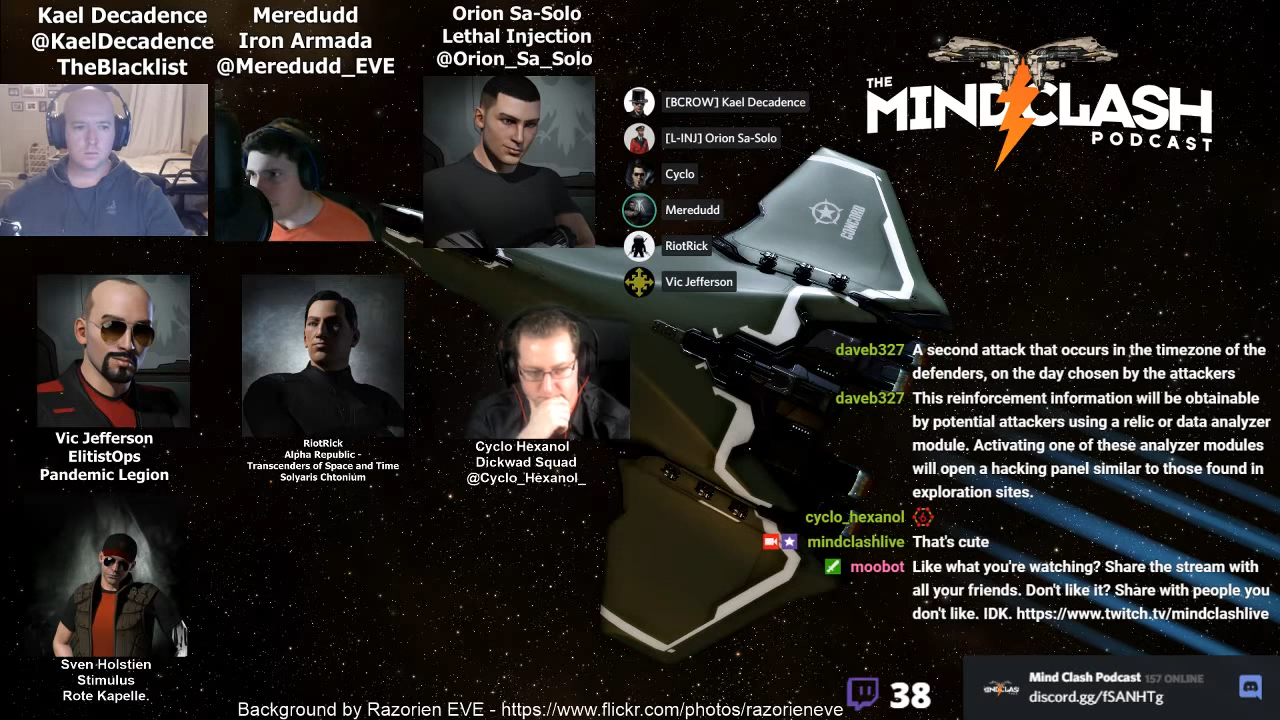 Kael Decadence
@KaelDecadence
TheBlacklist
Meredudd
Iron Armada
@Meredudd_EVE
Orion Sa-Solo
Lethal Injection
@Orion_Sa_Solo
[BCROW] Kael Decadence
[L-INJ] Orion Sa-Solo
Cyclo
Meredudd
RiotRick
Vic Jefferson
THE
MIND CLASH
PODCAST
CONCORD
Vic Jefferson
ElitistOps
Pandemic Legion
RiotRick
Alpha Republic -
Transcenders of Space and Time
Solyaris Chtonium
Cyclo Hexanol
Dickwad Squad
@Cyclo_Hexanol_
Sven Holstien
Stimulus
Rote Kapelle.
daveb327 A second attack that occurs in the timezone of the
defenders, on the day chosen by the attackers
daveb327 This reinforcement information will be obtainable
by potential attackers using a relic or data analyzer
module. Activating one of these analyzer modules
will open a hacking panel similar to those found in
exploration sites.
cyclo_hexanol
mindclashlive That's cute
moobot Like what you're watching? Share the stream with
all your friends. Don't like it? Share with people you
don't like. IDK. https://www.twitch.tv/mindclashlive
38
MIND CLASH
Mind Clash Podcast 157 ONLINE
discord.gg/fSANHTg
Background by Razorien EVE - https://www.flickr.com/photos/razorieneve